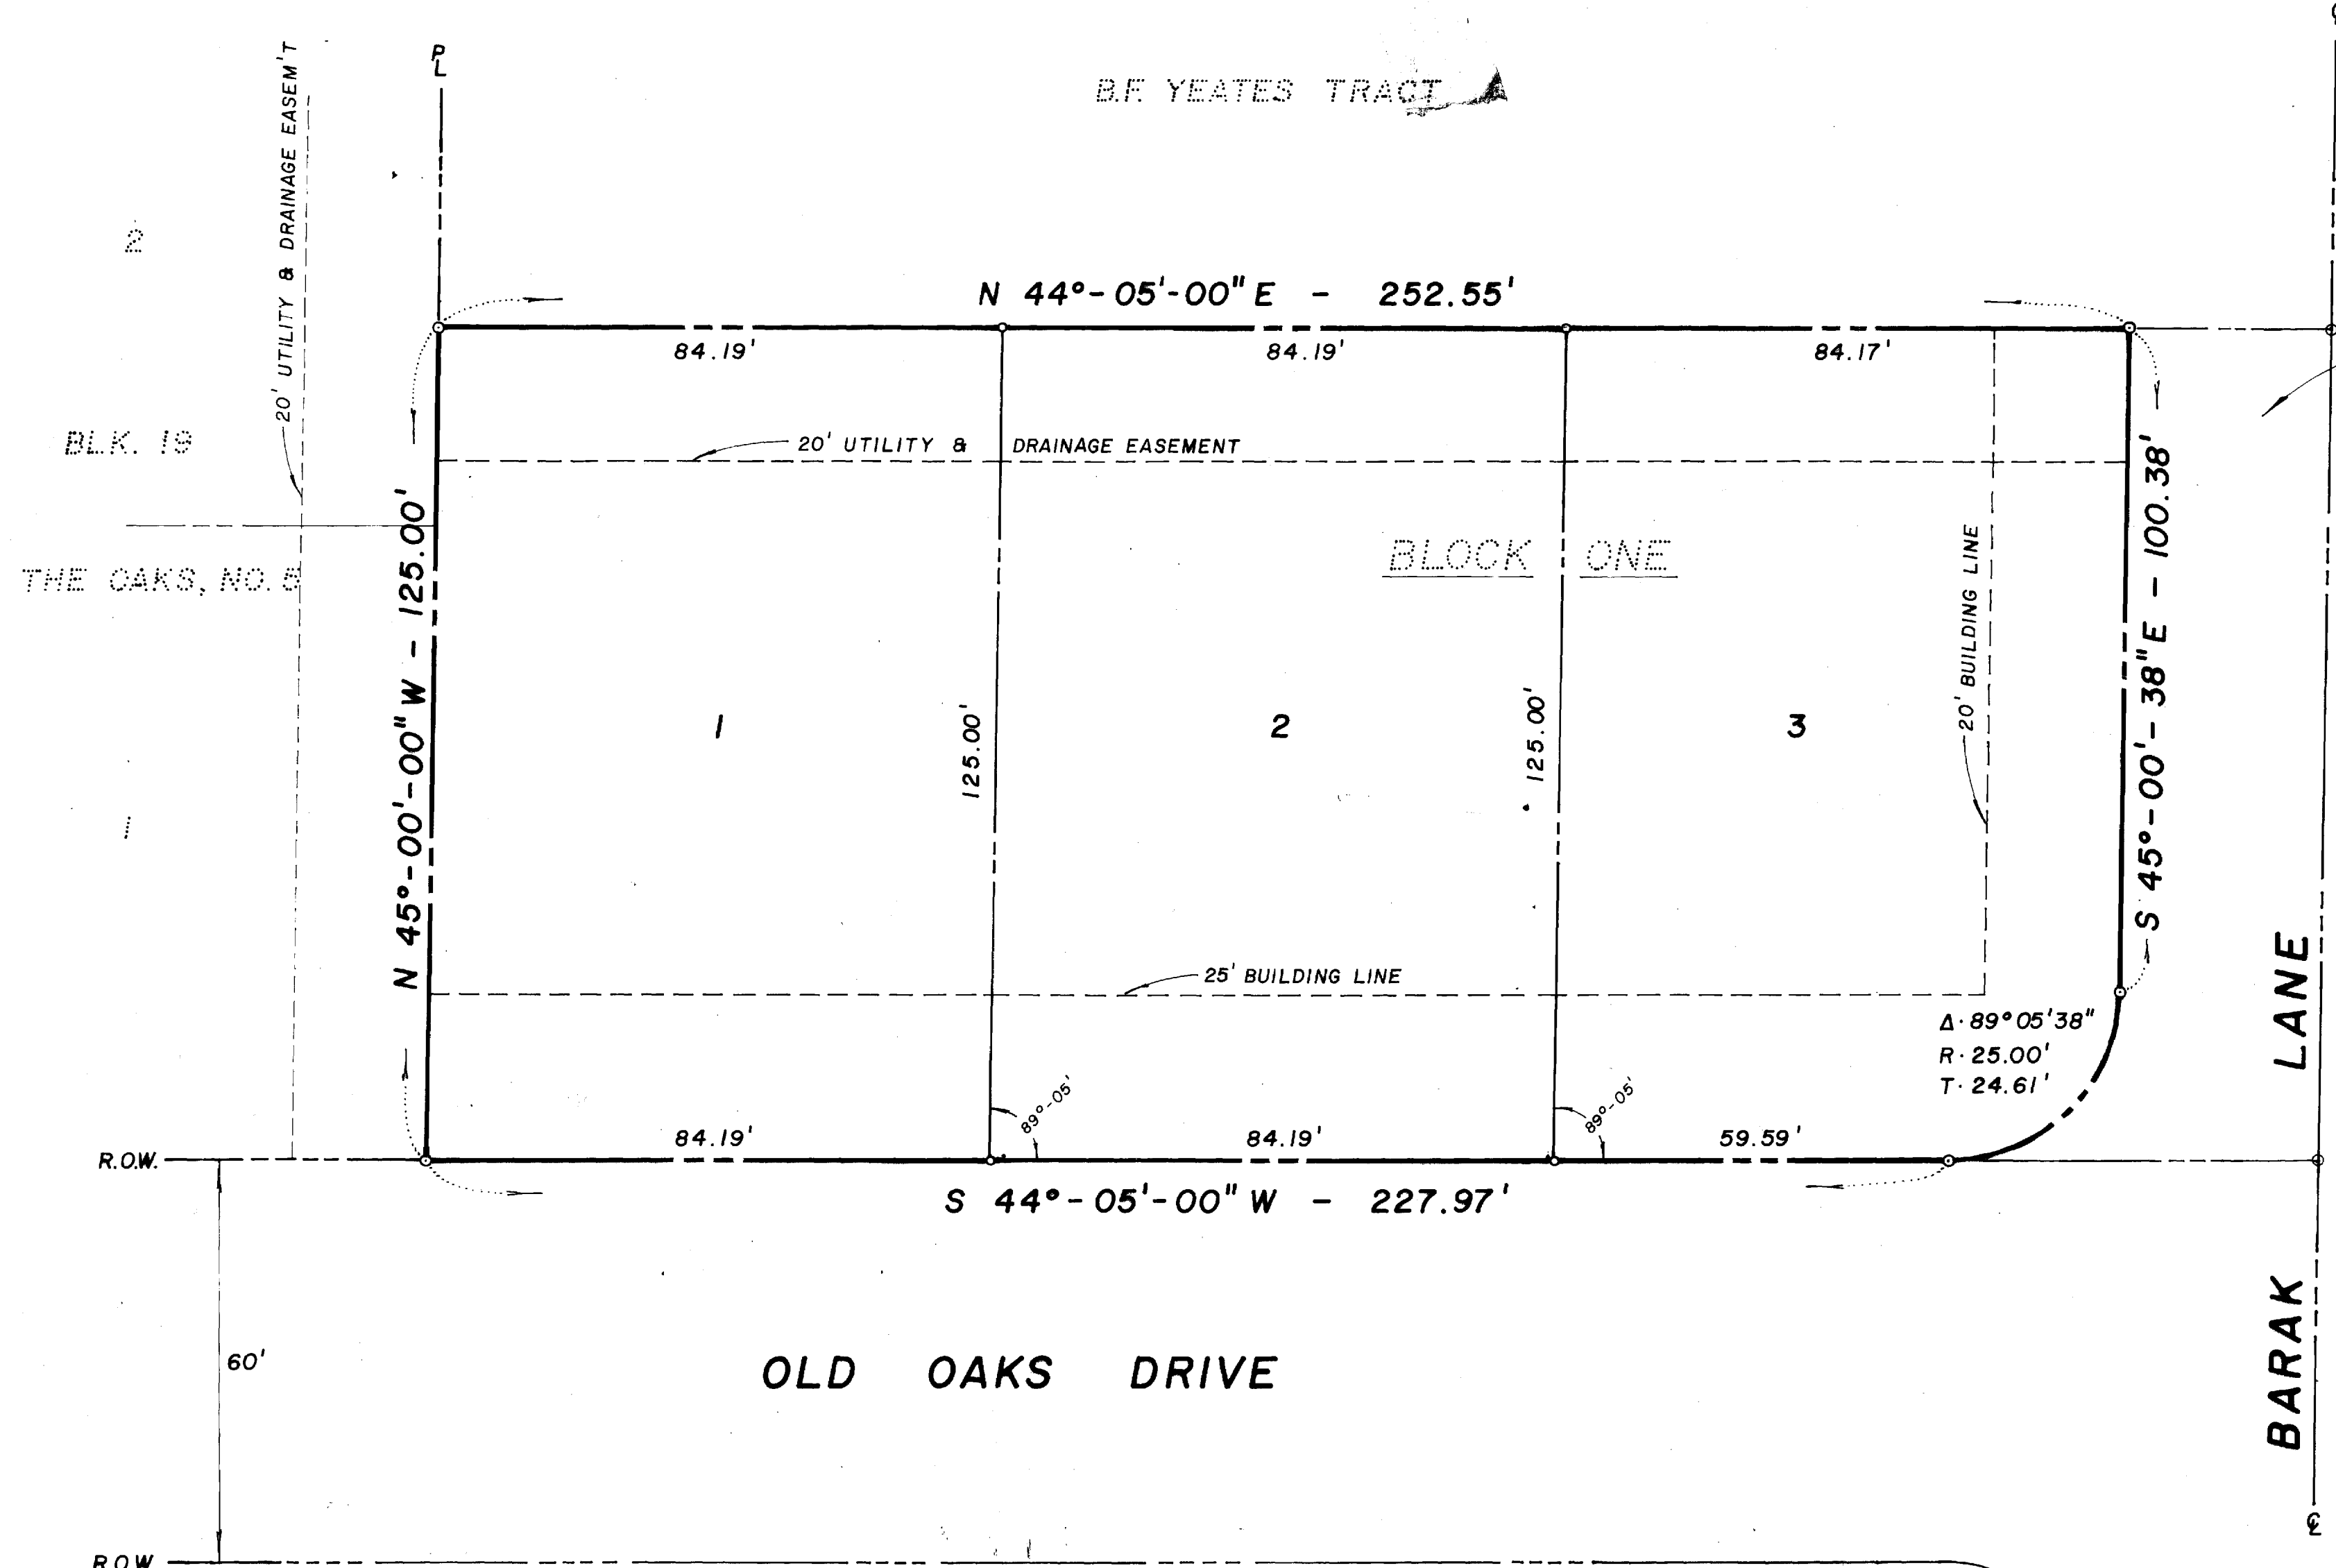 B.F. YEATES TRACT
P L
20' UTILITY & DRAINAGE EASEM'T
2
N 44°-05'-00" E - 252.55'
84.19'
84.19'
84.17'
BLK. 19
20' UTILITY & DRAINAGE EASEMENT
THE OAKS, NO.
BLOCK ONE
N 45°-00'-00" W - 125.00'
S 45°-00'-38" E - 100.38'
20' BUILDING LINE
1
1
2
3
125.00'
125.00'
25' BUILDING LINE
Δ·89°05'38"
R·25.00'
T·24.61'
89°-05'
89°-05'
84.19'
84.19'
59.59'
R.O.W.
S 44°-05'-00" W - 227.97'
60'
OLD OAKS DRIVE
BARAK LANE
R.O.W.